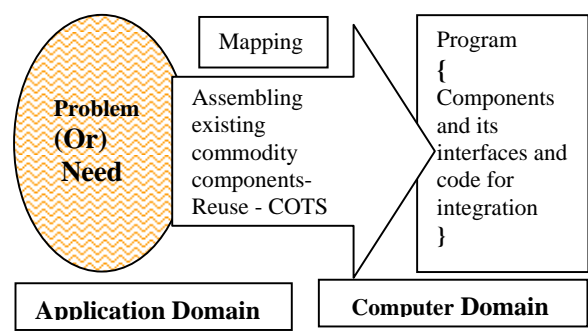 Problem
(Or)
Need
Mapping
Assembling
existing
commodity
components-
Reuse - COTS
Program
{
Components
and its
interfaces and
code for
integration
}
Application Domain
Computer Domain